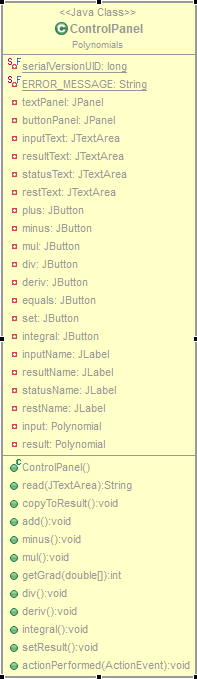 <<Java Class>>
ControlPanel
Polynomials
serialVersionUID: long
ERROR_MESSAGE: String
textPanel: JPanel
buttonPanel: JPanel
inputText: JTextArea
resultText: JTextArea
statusText: JTextArea
restText: JTextArea
plus: JButton
minus: JButton
mul: JButton
div: JButton
deriv: JButton
equals: JButton
set: JButton
integral: JButton
inputName: JLabel
resultName: JLabel
statusName: JLabel
restName: JLabel
input: Polynomial
result: Polynomial
ControlPanel()
read(JTextArea):String
copyToResult():void
add():void
minus():void
mul():void
getGrad(double[]):int
div():void
deriv():void
integral():void
setResult():void
actionPerformed(ActionEvent):void